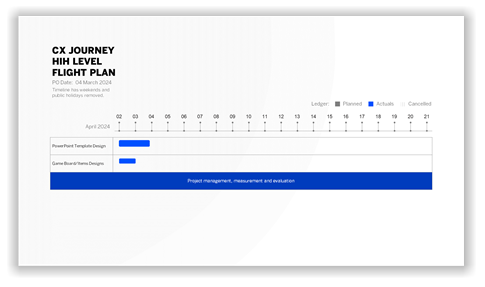 CX JOURNEY
HIH LEVEL
FLIGHT PLAN
PO Date: 04 March 2024
Timeline has weekends and
public holidays removed.
Ledger: Planned Actuals Cancelled
02 03 04 05 06 07 08 09 10 11 12 13 14 15 16 17 18 19 20 21
April 2024
PowerPoint Template Design
Game Board/Items Designs
Project management, measurement and evaluation